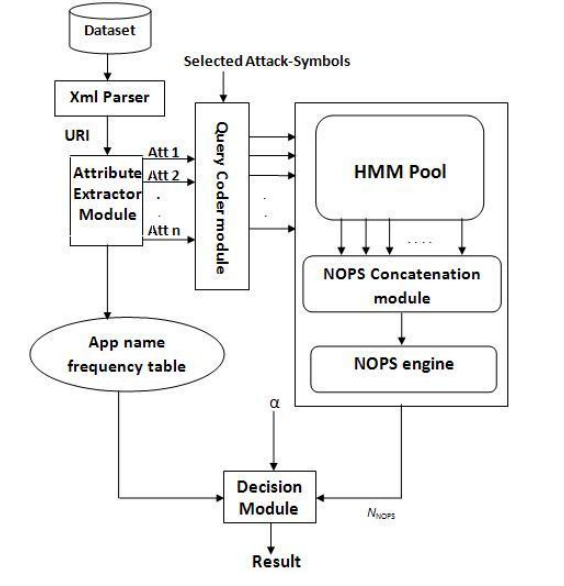 Dataset
Selected Attack-Symbols
Xml Parser
URI
Attribute
Extractor
Module
Att 1
Att 2
.
.
Att n
Query Coder module
.
.
HMM Pool
. . . .
NOPS Concatenation
module
NOPS engine
App name
frequency table
α
Decision
Module
N NOPS
Result